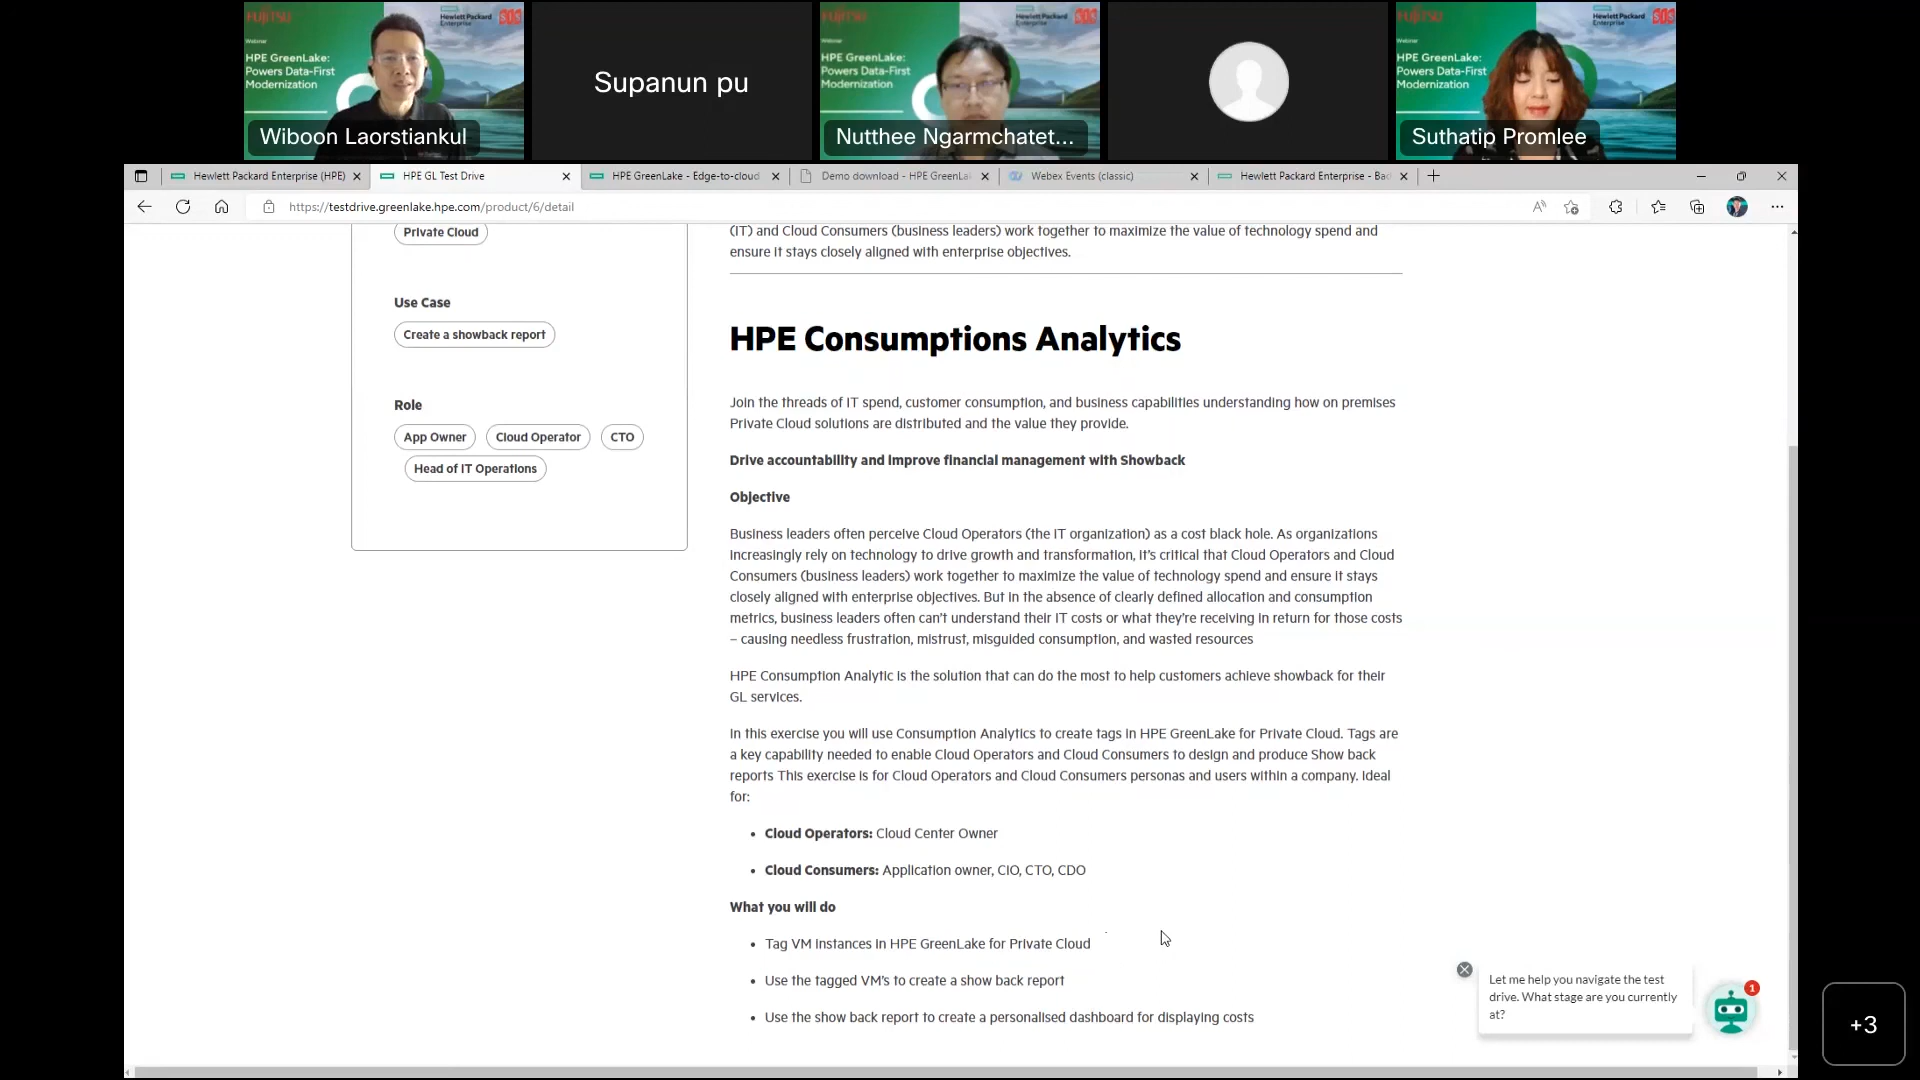 FUJITSU
Hewlett Packard
Enterprise
Webinar
HPE GreenLake:
Powers Data-First
Modernization
Wiboon Laorstiankul
Supanun pu
FUJITSU
Hewlett Packard
Enterprise
Webinar
HPE GreenLake:
Powers Data-First
Modernization
Nutthee Ngarmchatet...
FUJITSU
Hewlett Packard
Enterprise
Webinar
HPE GreenLake:
Powers Data-First
Modernization
Suthatip Promlee
Hewlett Packard Enterprise (HPE)
HPE GL Test Drive
HPE GreenLake - Edge-to-cloud
Demo download - HPE GreenLa
Webex Events (classic)
Hewlett Packard Enterprise - Bac
https://testdrive.greenlake.hpe.com/product/6/detail
Private Cloud
Use Case
Create a showback report
Role
App Owner
Cloud Operator
CTO
Head of IT Operations
(IT) and Cloud Consumers (business leaders) work together to maximize the value of technology spend and
ensure it stays closely aligned with enterprise objectives.
HPE Consumptions Analytics
Join the threads of IT spend, customer consumption, and business capabilities understanding how on premises
Private Cloud solutions are distributed and the value they provide.
Drive accountability and improve financial management with Showback
Objective
Business leaders often perceive Cloud Operators (the IT organization) as a cost black hole. As organizations
increasingly rely on technology to drive growth and transformation, it's critical that Cloud Operators and Cloud
Consumers (business leaders) work together to maximize the value of technology spend and ensure it stays
closely aligned with enterprise objectives. But in the absence of clearly defined allocation and consumption
metrics, business leaders often can't understand their IT costs or what they're receiving in return for those costs
– causing needless frustration, mistrust, misguided consumption, and wasted resources
HPE Consumption Analytic is the solution that can do the most to help customers achieve showback for their
GL services.
In this exercise you will use Consumption Analytics to create tags in HPE GreenLake for Private Cloud. Tags are
a key capability needed to enable Cloud Operators and Cloud Consumers to design and produce Show back
reports This exercise is for Cloud Operators and Cloud Consumers personas and users within a company. Ideal
for:
• Cloud Operators: Cloud Center Owner
• Cloud Consumers: Application owner, CIO, CTO, CDO
What you will do
• Tag VM instances in HPE GreenLake for Private Cloud
• Use the tagged VM's to create a show back report
• Use the show back report to create a personalised dashboard for displaying costs
Let me help you navigate the test
drive. What stage are you currently
at?
1
+3